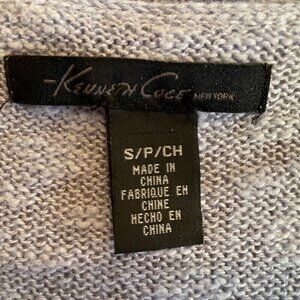 Kenneth Cole NEW YORK
S/P/CH
MADE IN
CHINA
FABRIQUE EN
CHINE
HECHO EN
CHINA